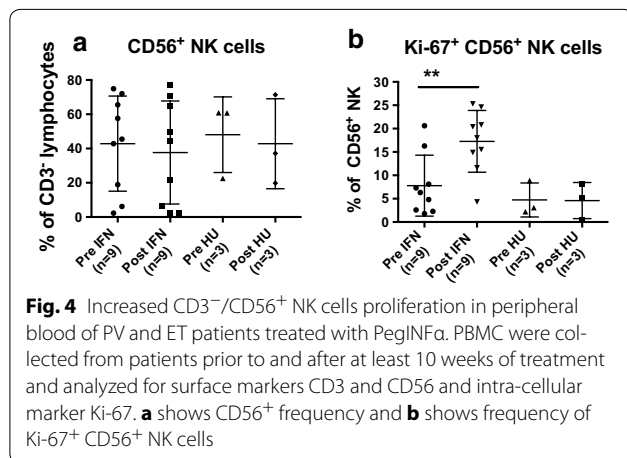 a CD56⁺ NK cells
% of CD3⁻ lymphocytes
100
80
60
40
20
0
Pre IFN (n=9)
Post IFN (n=9)
Pre HU (n=3)
Post HU (n=3)
b Ki-67⁺ CD56⁺ NK cells
% of CD56⁺ NK
30
25
20
15
10
5
0
**
Pre IFN (n=9)
Post IFN (n=9)
Pre HU (n=3)
Post HU (n=3)
Fig. 4 Increased CD3⁻/CD56⁺ NK cells proliferation in peripheral
blood of PV and ET patients treated with PegINFα. PBMC were col-
lected from patients prior to and after at least 10 weeks of treatment
and analyzed for surface markers CD3 and CD56 and intra-cellular
marker Ki-67. a shows CD56⁺ frequency and b shows frequency of
Ki-67⁺ CD56⁺ NK cells